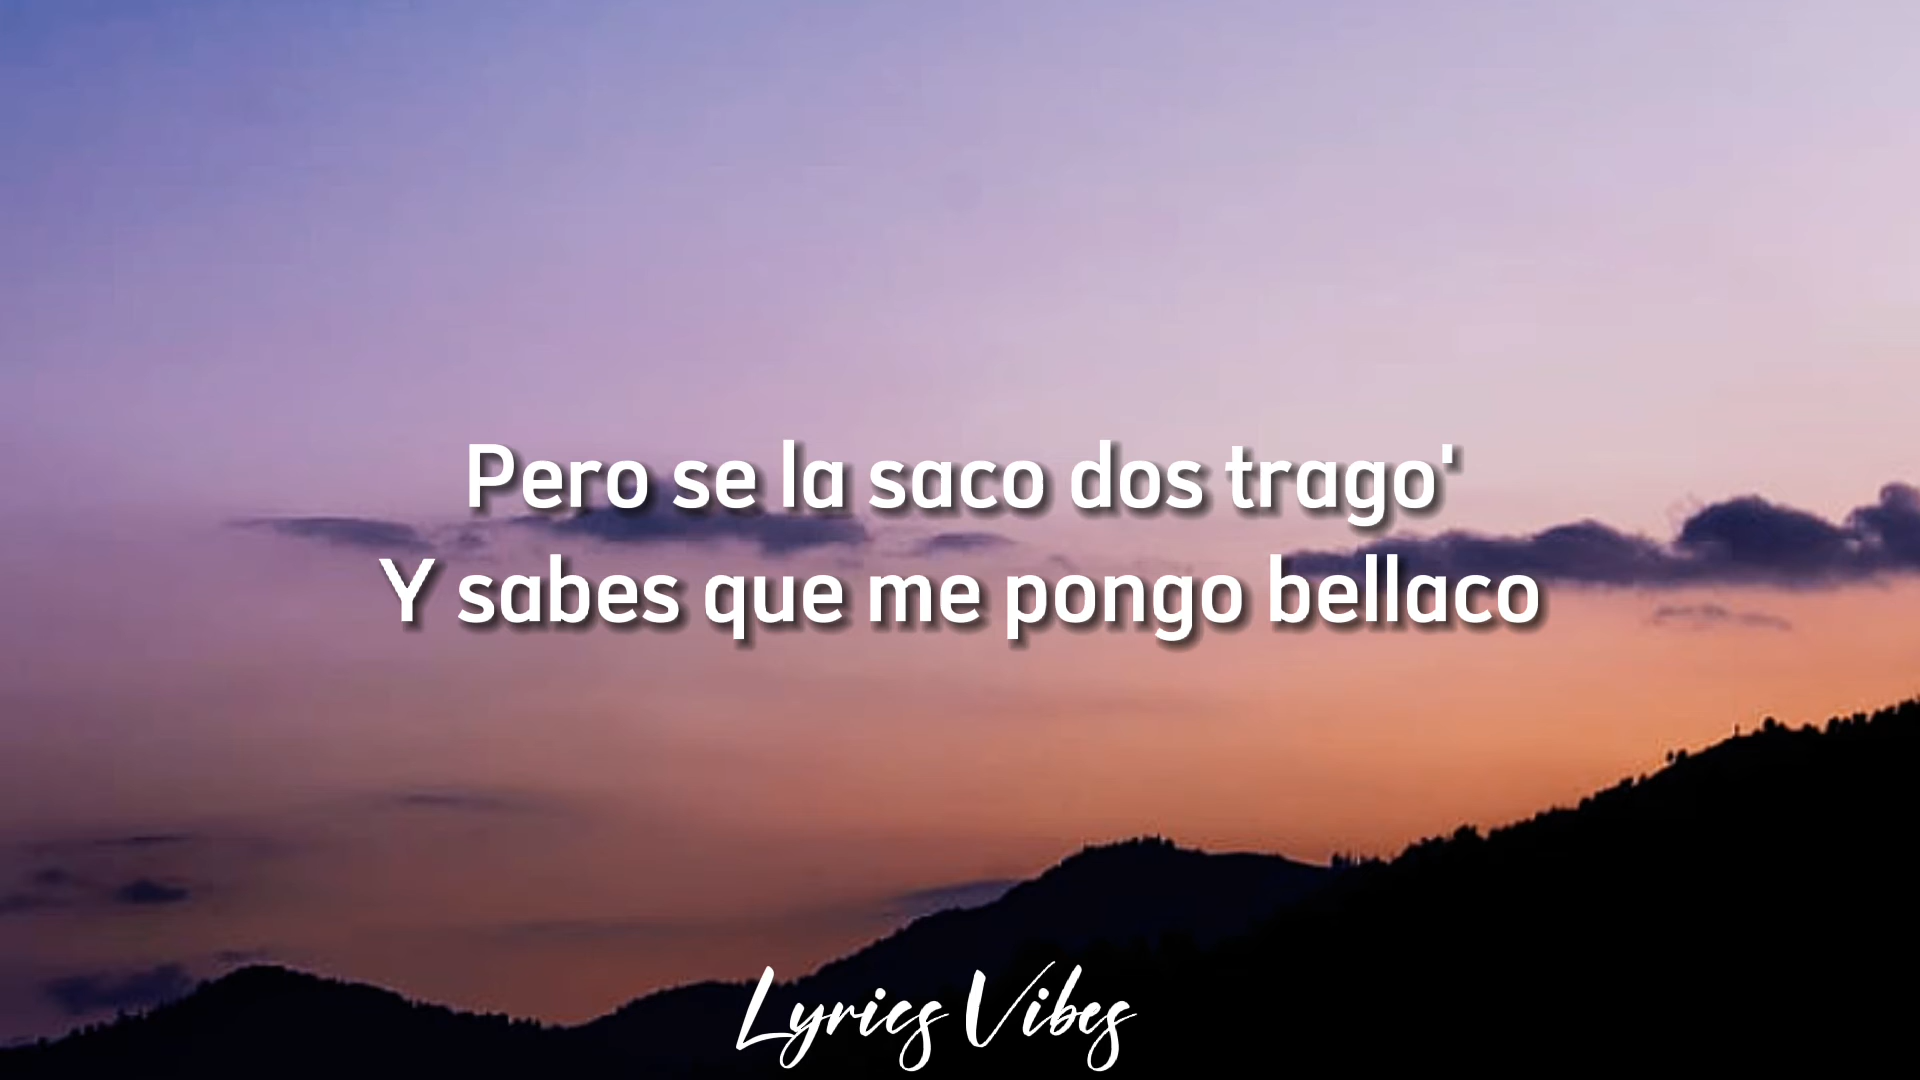 Pero se la saco dos trago'
Y sabes que me pongo bellaco
Lyrics Vibes